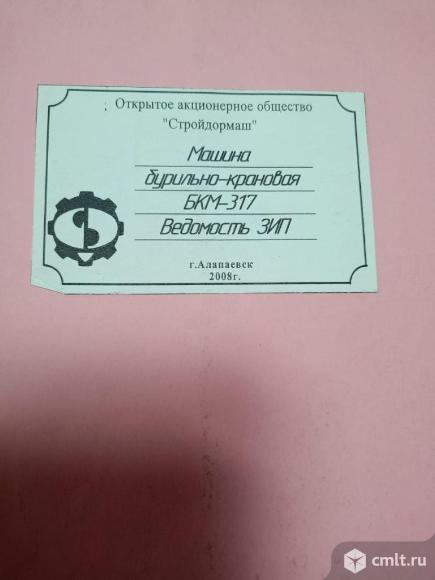 Открытое акционерное общество
"Стройдормаш"
Машина
бурильно-крановая
БКМ-317
Ведомость ЗИП
г.Алапаевск
2008г.
cmlt.ru